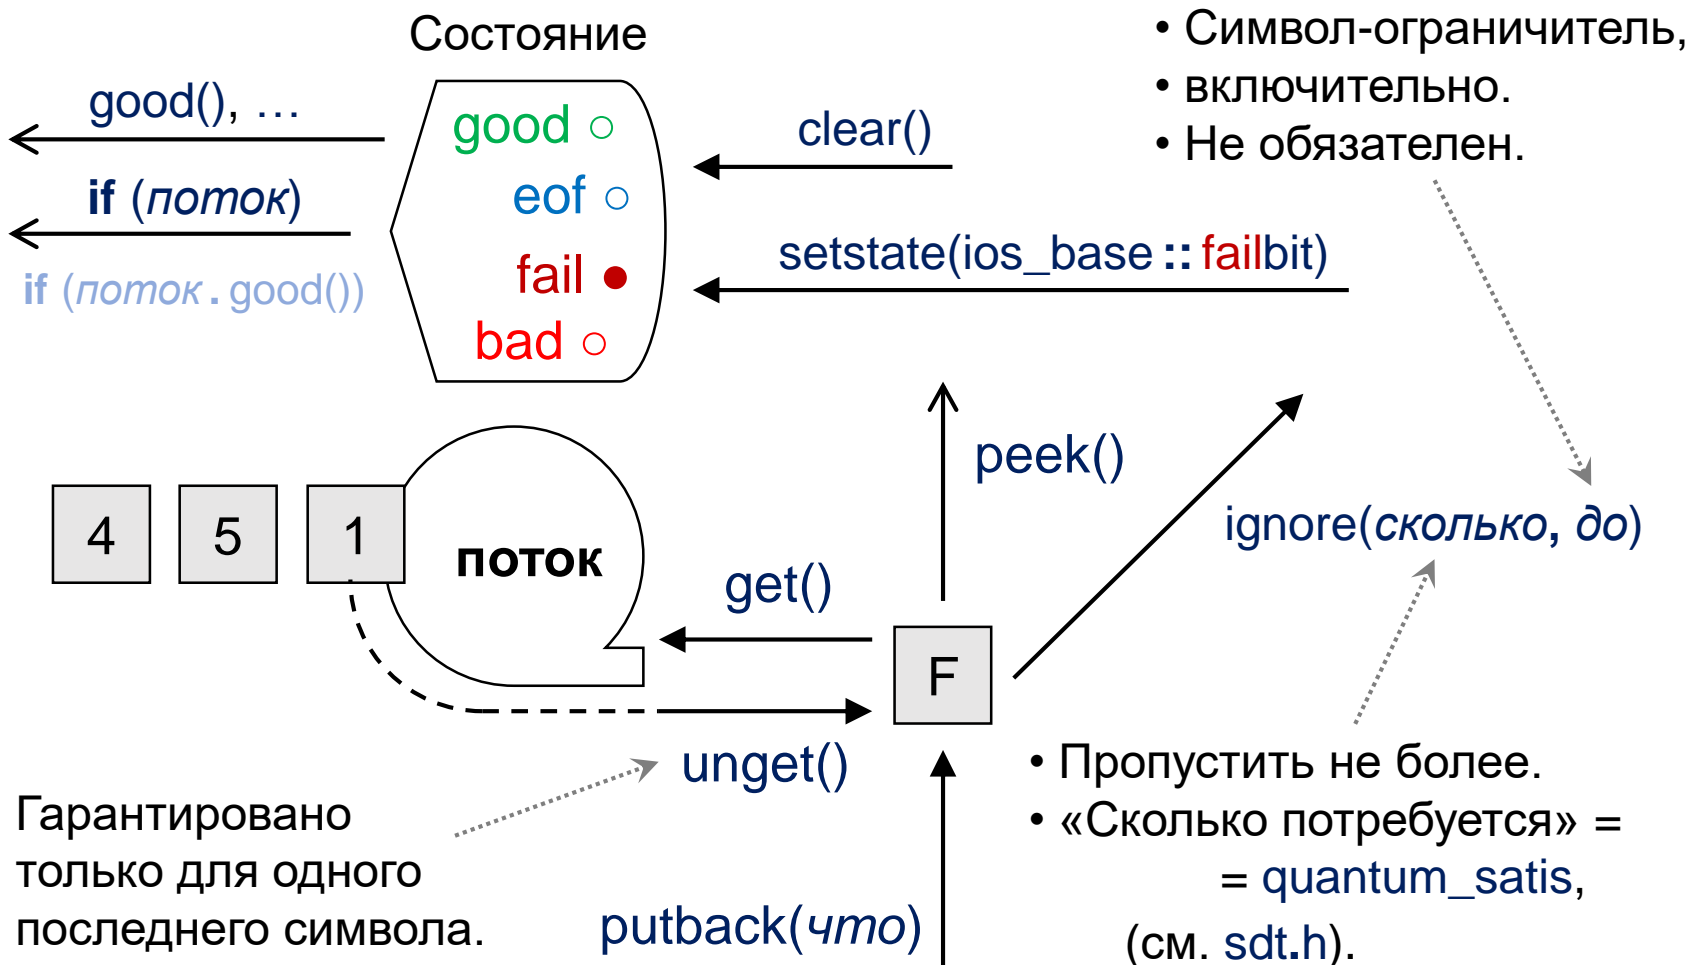 Состояние
good(), …
if (поток)
if (поток.good())
good ○
eof ○
fail ●
bad ○
clear()
setstate(ios_base::failbit)
• Символ-ограничитель,
• включительно.
• Не обязателен.
4 5 1
поток
get()
peek()
F
unget()
putback(что)
ignore(сколько, до)
Гарантировано
только для одного
последнего символа.
• Пропустить не более.
• «Сколько потребуется» =
= quantum_satis,
(см. sdt.h).